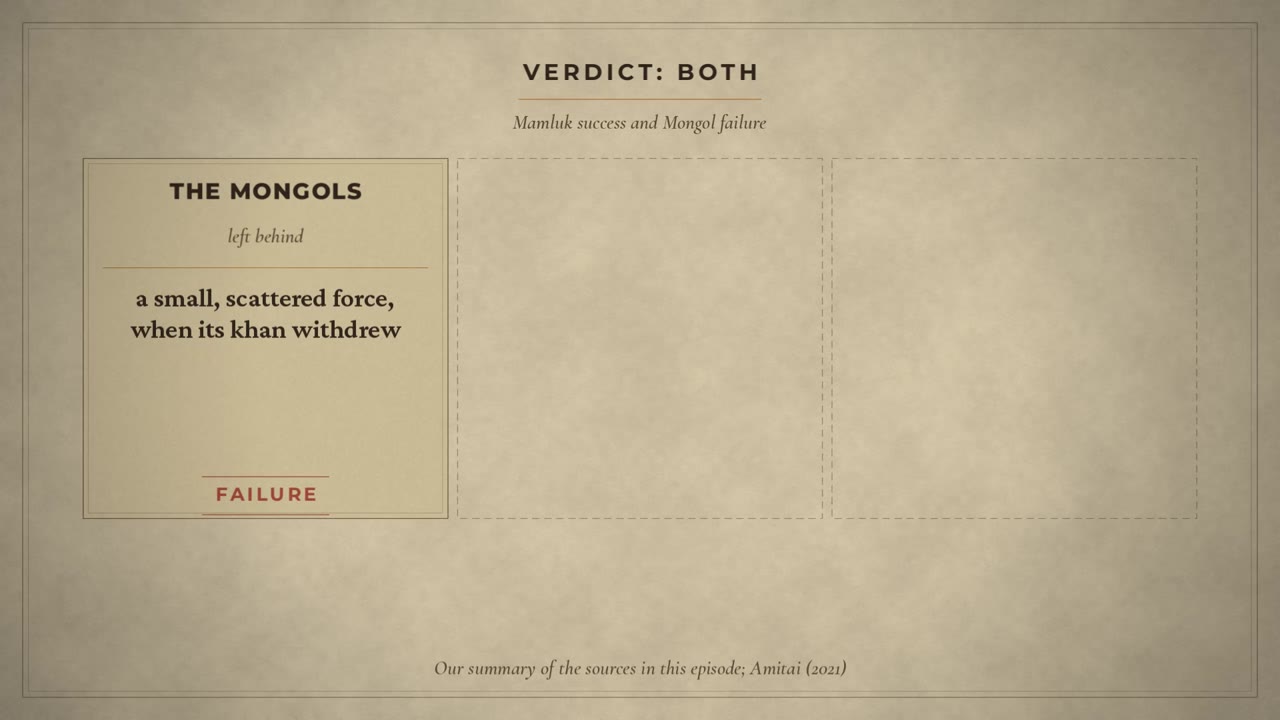 VERDICT: BOTH
Mamluk success and Mongol failure
THE MONGOLS
left behind
a small, scattered force,
when its khan withdrew
FAILURE
Our summary of the sources in this episode; Amitai (2021)